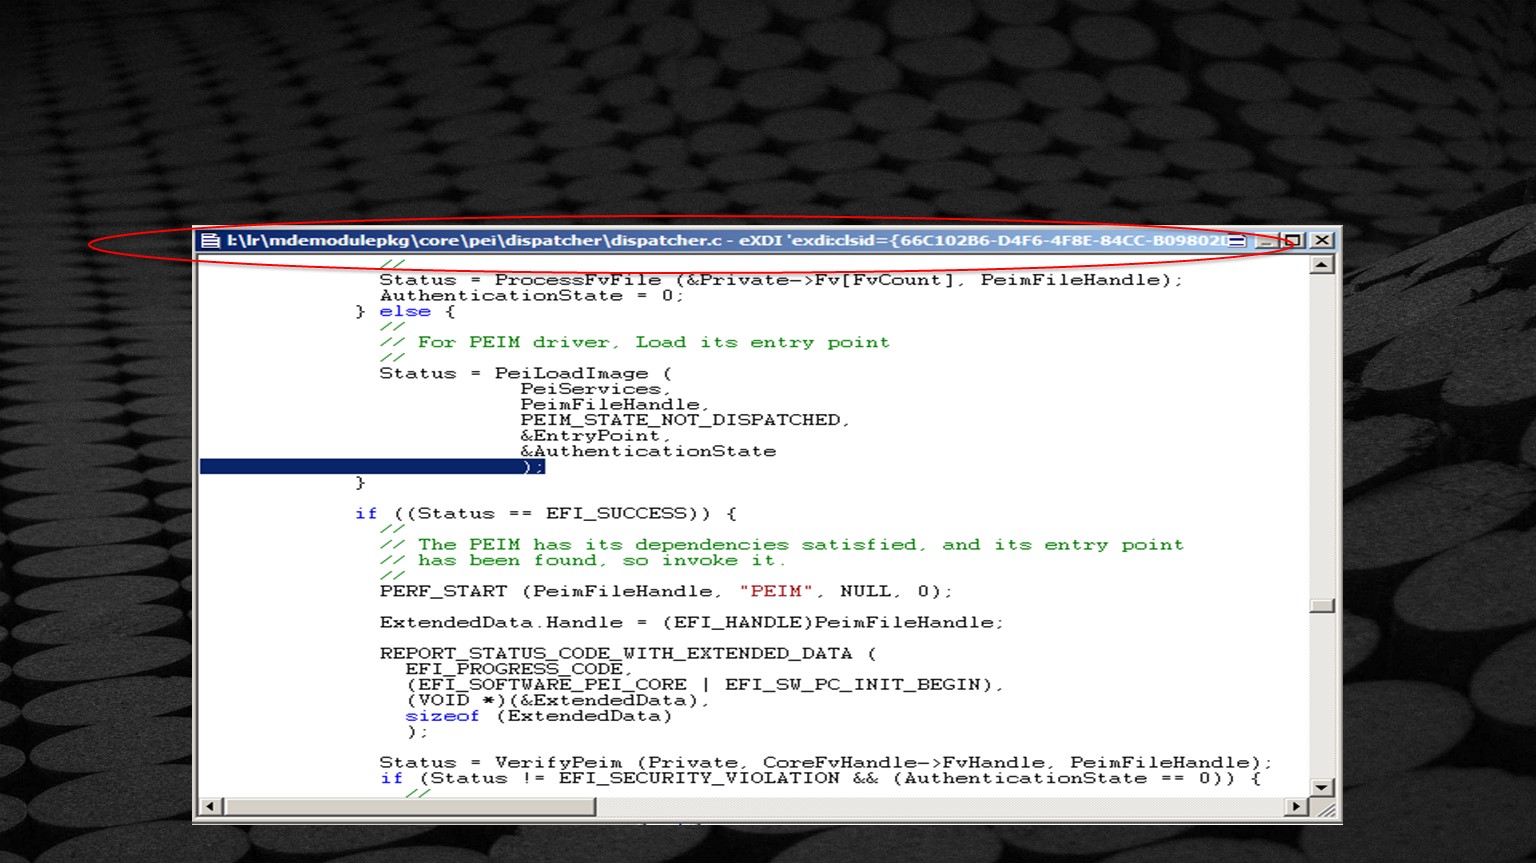 l:\lr\mdemodulepkg\core\pei\dispatcher\dispatcher.c - eXDI 'exdi:clsid={66C102B6-D4F6-4F8E-84CC-B09802
//
Status = ProcessFvFile (&Private->Fv[FvCount], PeimFileHandle);
AuthenticationState = 0;
} else {
//
// For PEIM driver, Load its entry point
//
Status = PeiLoadImage (
PeiServices,
PeimFileHandle,
PEIM_STATE_NOT_DISPATCHED,
&EntryPoint,
&AuthenticationState
);
}
if ((Status == EFI_SUCCESS)) {
//
// The PEIM has its dependencies satisfied, and its entry point
// has been found, so invoke it.
//
PERF_START (PeimFileHandle, "PEIM", NULL, 0);
ExtendedData.Handle = (EFI_HANDLE)PeimFileHandle;
REPORT_STATUS_CODE_WITH_EXTENDED_DATA (
EFI_PROGRESS_CODE,
(EFI_SOFTWARE_PEI_CORE | EFI_SW_PC_INIT_BEGIN),
(VOID *)(&ExtendedData),
sizeof (ExtendedData)
);
Status = VerifyPeim (Private, CoreFvHandle->FvHandle, PeimFileHandle);
if (Status != EFI_SECURITY_VIOLATION && (AuthenticationState == 0)) {
//